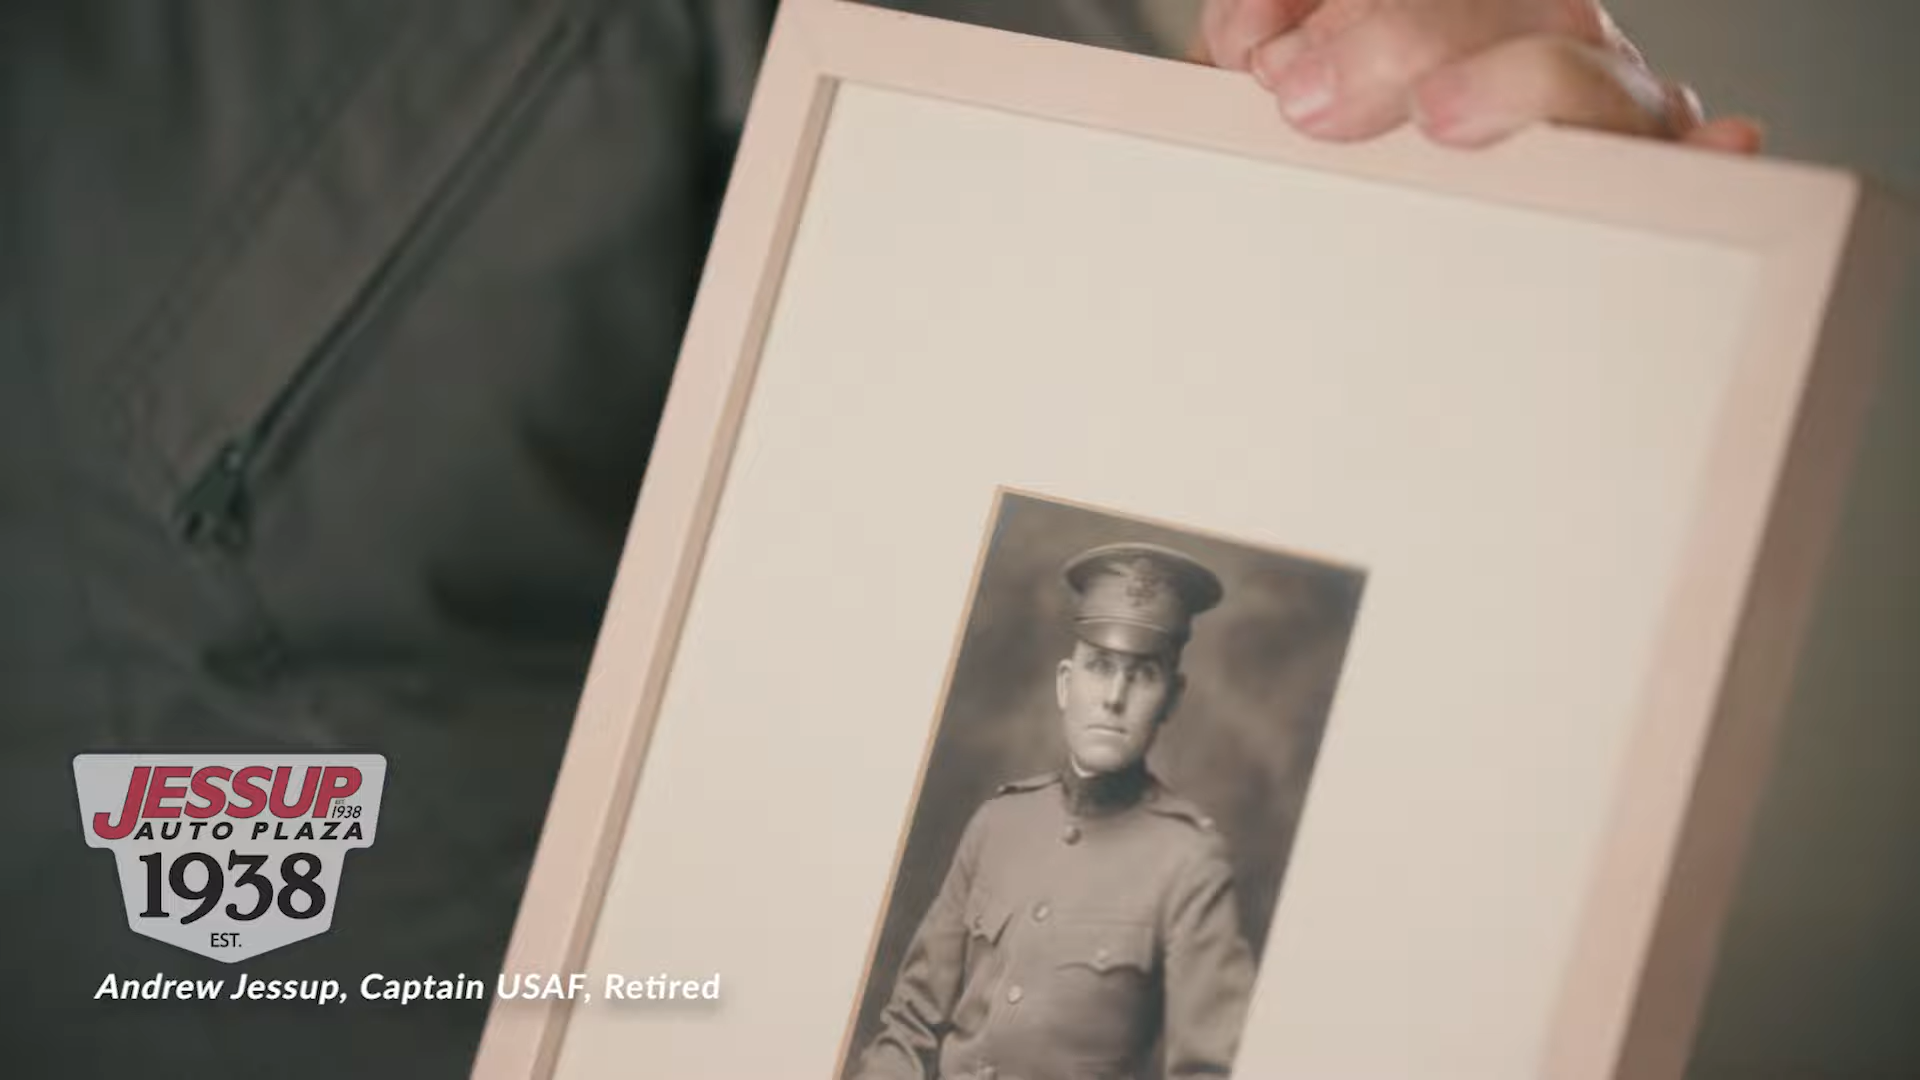 JESSUP
EST.
1938
AUTO PLAZA
1938
EST.
Andrew Jessup, Captain USAF, Retired